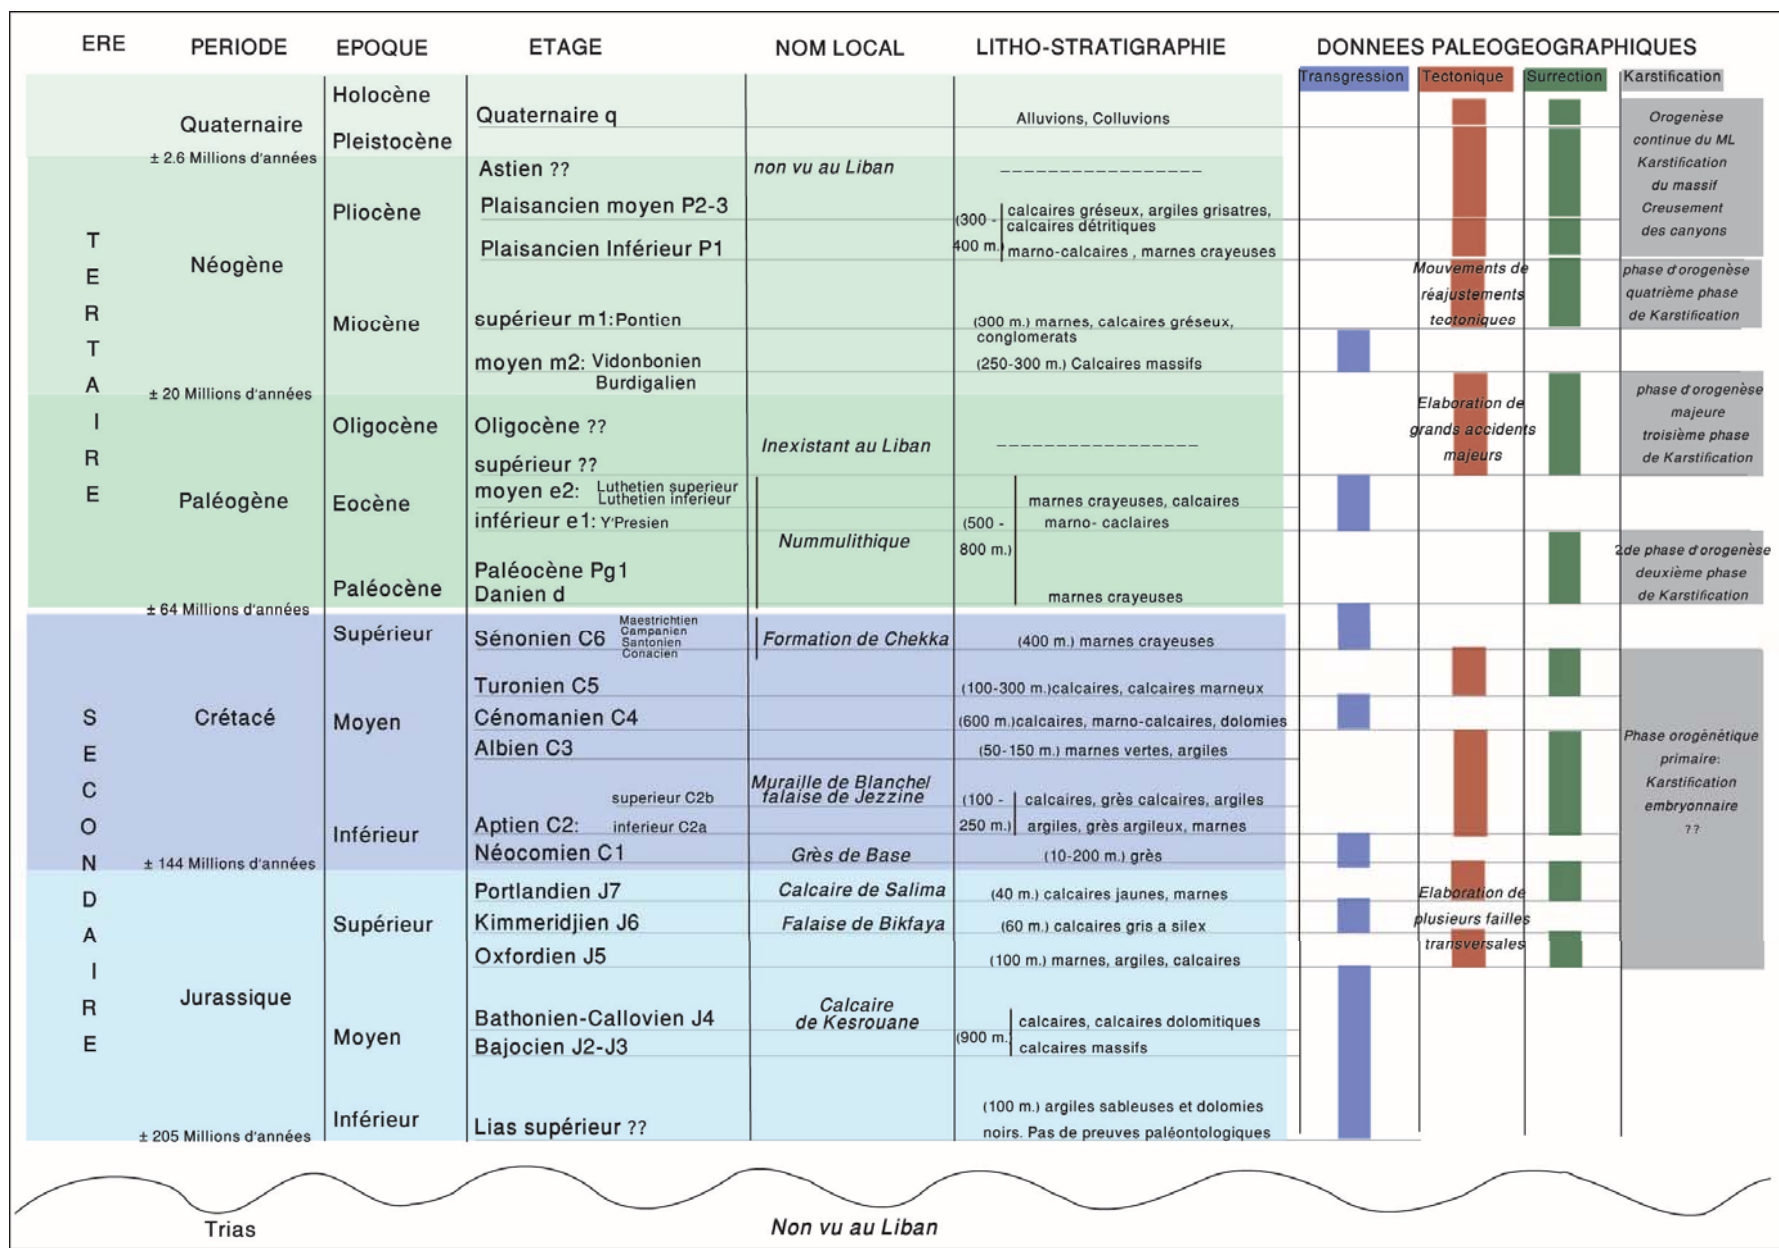 ERE PERIODE EPOQUE ETAGE NOM LOCAL LITHO-STRATIGRAPHIE DONNEES PALEOGEOGRAPHIQUES
Transgression Tectonique Surrection Karstification
TERTAIRE
SECONDAIRE
Quaternaire
± 2.6 Millions d'années
Néogène
± 20 Millions d'années
Paléogène
± 64 Millions d'années
Crétacé
± 144 Millions d'années
Jurassique
± 205 Millions d'années
Holocène
Pleistocène
Pliocène
Miocène
Oligocène
Eocène
Paléocène
Supérieur
Moyen
Inférieur
Supérieur
Moyen
Inférieur
Quaternaire q
Astien ??
Plaisancien moyen P2-3
Plaisancien Inférieur P1
supérieur m1: Pontien
moyen m2: Vidonbonien
Burdigalien
Oligocène ??
supérieur ??
moyen e2: Luthetien superieur
Luthetien inferieur
inférieur e1: Y'Presien
Paléocène Pg1
Danien d
Sénonien C6
Maestrichtien
Campanien
Santonien
Conacien
Turonien C5
Cénomanien C4
Albien C3
superieur C2b
Aptien C2: inferieur C2a
Néocomien C1
Portlandien J7
Kimmeridjien J6
Oxfordien J5
Bathonien-Callovien J4
Bajocien J2-J3
Lias supérieur ??
non vu au Liban
Inexistant au Liban
Nummulithique
Formation de Chekka
Muraille de Blanche/
falaise de Jezzine
Grès de Base
Calcaire de Salima
Falaise de Bikfaya
Calcaire
de Kesrouane
Alluvions, Colluvions
-----------------
(300 - calcaires gréseux, argiles grisatres,
calcaires détritiques
400 m.) marno-calcaires , marnes crayeuses
(300 m.) marnes, calcaires gréseux,
conglomerats
(250-300 m.) Calcaires massifs
-----------------
marnes crayeuses, calcaires
(500 - marno- caclaires
800 m.)
marnes crayeuses
(400 m.) marnes crayeuses
(100-300 m.)calcaires, calcaires marneux
(600 m.)calcaires, marno-calcaires, dolomies
(50-150 m.) marnes vertes, argiles
(100 - calcaires, grès calcaires, argiles
250 m.) argiles, grès argileux, marnes
(10-200 m.) grès
(40 m.) calcaires jaunes, marnes
(60 m.) calcaires gris a silex
(100 m.) marnes, argiles, calcaires
calcaires, calcaires dolomitiques
(900 m.) calcaires massifs
(100 m.) argiles sableuses et dolomies
noirs. Pas de preuves paléontologiques
Mouvements de
réajustements
tectoniques
Elaboration de
grands accidents
majeurs
Elaboration de
plusieurs failles
transversales
Orogenèse
continue du ML
Karstification
du massif
Creusement
des canyons
phase d'orogenèse
quatrième phase
de Karstification
phase d'orogenèse
majeure
troisième phase
de Karstification
2.de phase d'orogenèse
deuxième phase
de Karstification
Phase orogènétique
primaire:
Karstification
embryonnaire
??
Trias Non vu au Liban